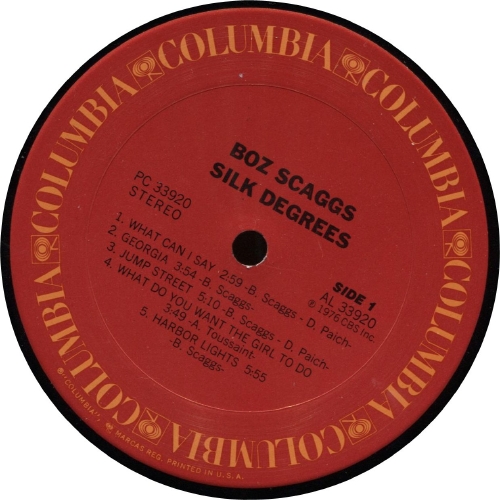 COLUMBIA COLUMBIA COLUMBIA COLUMBIA COLUMBIA COLUMBIA
BOZ SCAGGS
SILK DEGREES
PC 33920
STEREO
SIDE 1
AL 33920
℗ 1976 CBS Inc.
1. WHAT CAN I SAY 2:59 -B. Scaggs - D. Paich-
2. GEORGIA 3:54 -B. Scaggs-
3. JUMP STREET 5:10 -B. Scaggs - D. Paich-
4. WHAT DO YOU WANT THE GIRL TO DO
3:49 -A. Toussaint-
5. HARBOR LIGHTS 5:55
-B. Scaggs-
® "COLUMBIA", MARCAS REG. PRINTED IN U.S.A.